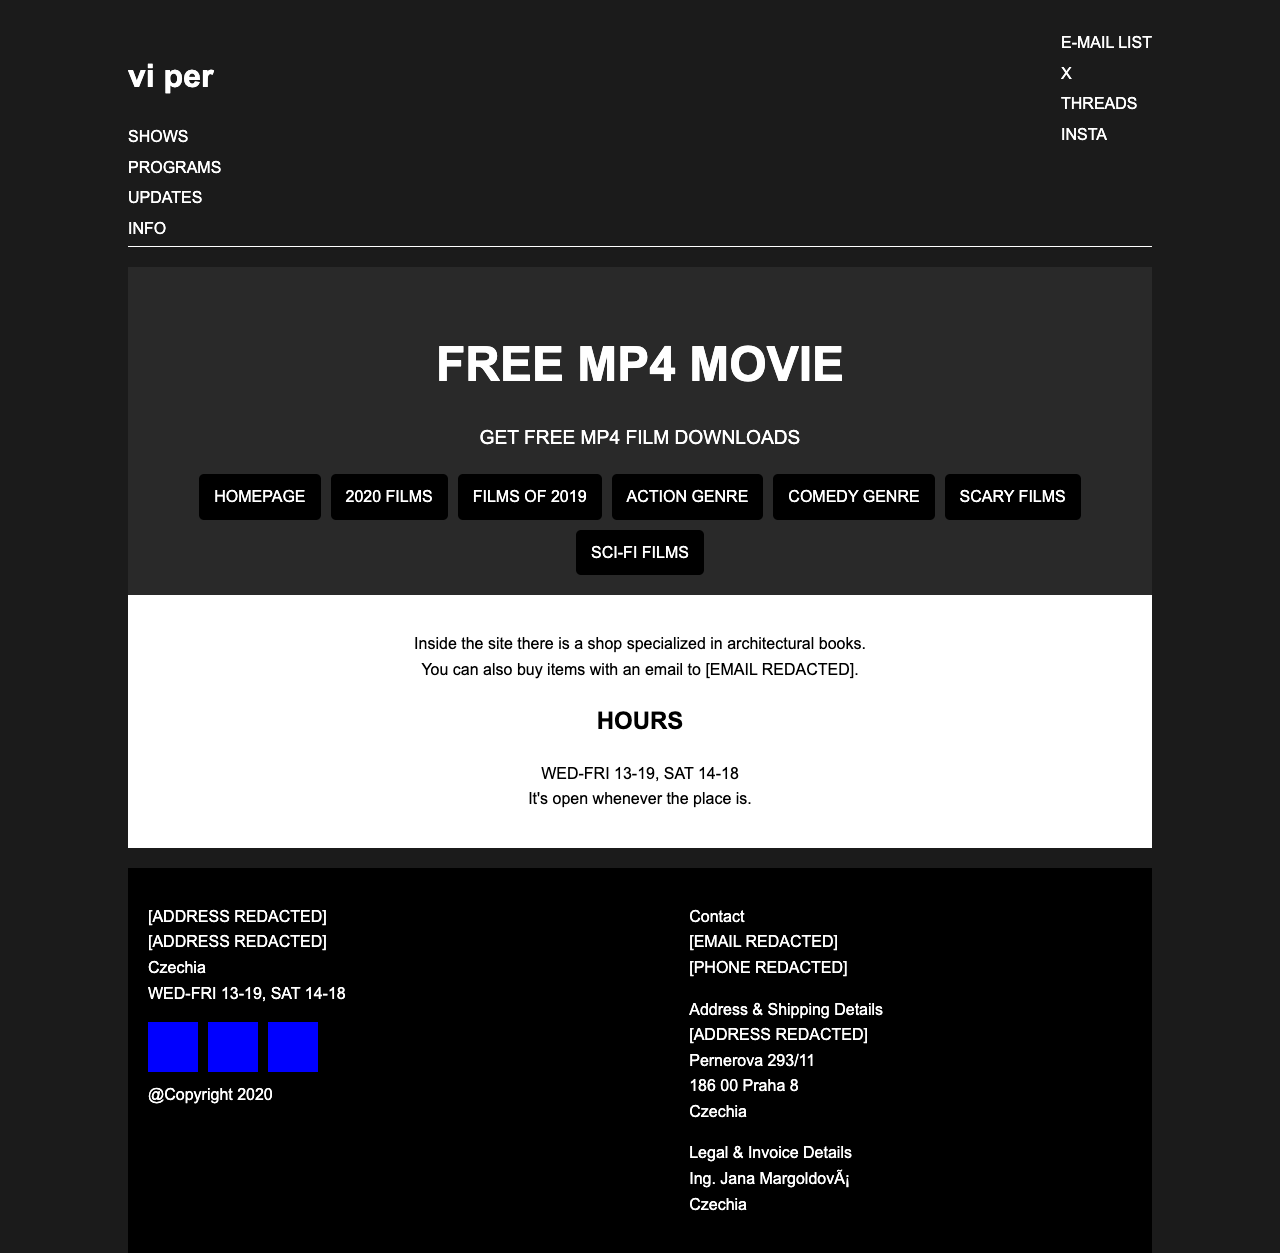 vi per
SHOWS
PROGRAMS
UPDATES
INFO
E-MAIL LIST
X
THREADS
INSTA
FREE MP4 MOVIE
GET FREE MP4 FILM DOWNLOADS
HOMEPAGE
2020 FILMS
FILMS OF 2019
ACTION GENRE
COMEDY GENRE
SCARY FILMS
SCI-FI FILMS
Inside the site there is a shop specialized in architectural books.
You can also buy items with an email to [EMAIL REDACTED].
HOURS
WED-FRI 13-19, SAT 14-18
It's open whenever the place is.
[ADDRESS REDACTED]
[ADDRESS REDACTED]
Czechia
WED-FRI 13-19, SAT 14-18
@Copyright 2020
Contact
[EMAIL REDACTED]
[PHONE REDACTED]
Address & Shipping Details
[ADDRESS REDACTED]
Pernerova 293/11
186 00 Praha 8
Czechia
Legal & Invoice Details
Ing. Jana MargoldovÃ¡
Czechia